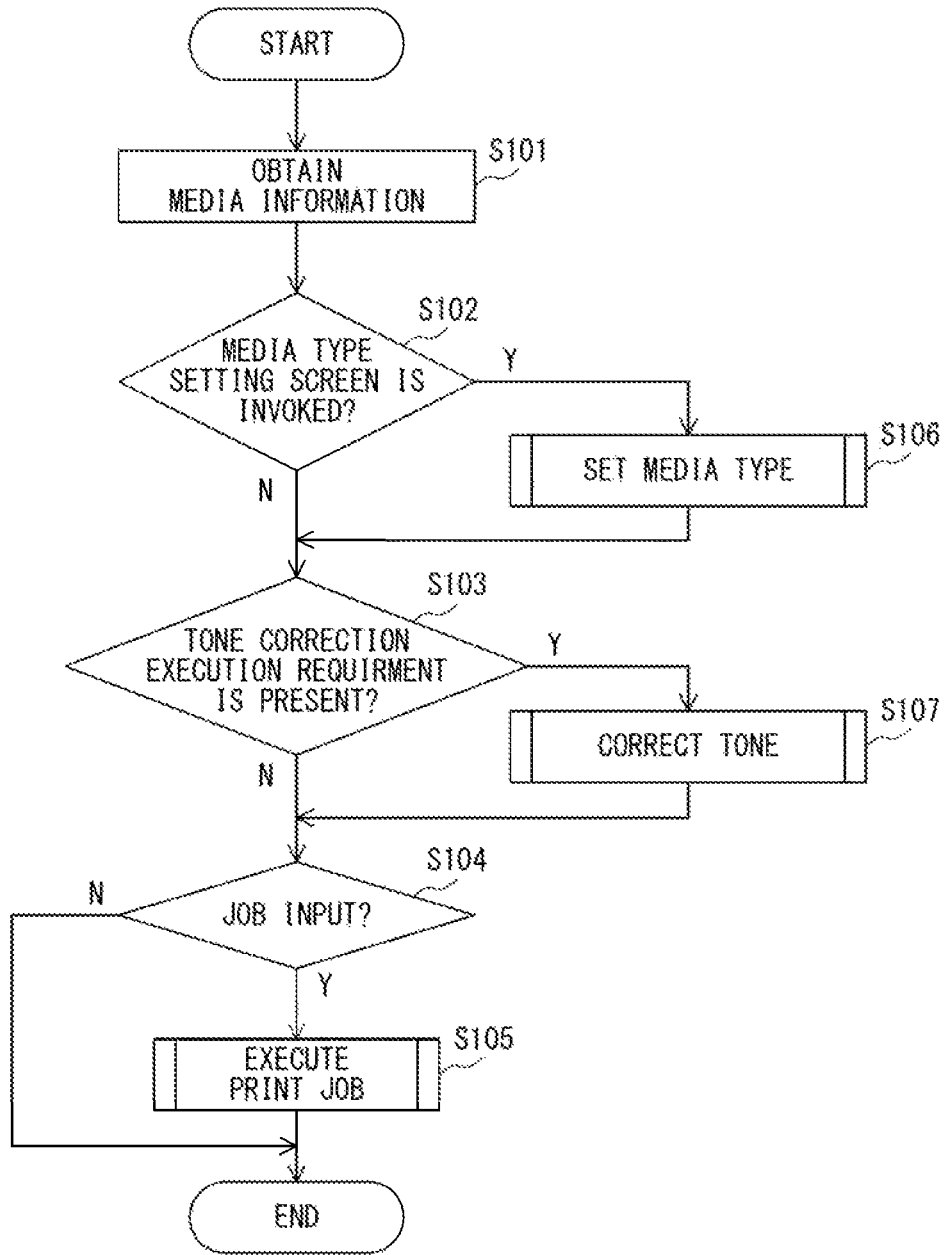 START
S101
OBTAIN
MEDIA INFORMATION
S102
MEDIA TYPE
SETTING SCREEN IS
INVOKED?
Y
N
S106
SET MEDIA TYPE
S103
TONE CORRECTION
EXECUTION REQUIRMENT
IS PRESENT?
Y
N
S107
CORRECT TONE
S104
N
JOB INPUT?
Y
S105
EXECUTE
PRINT JOB
END